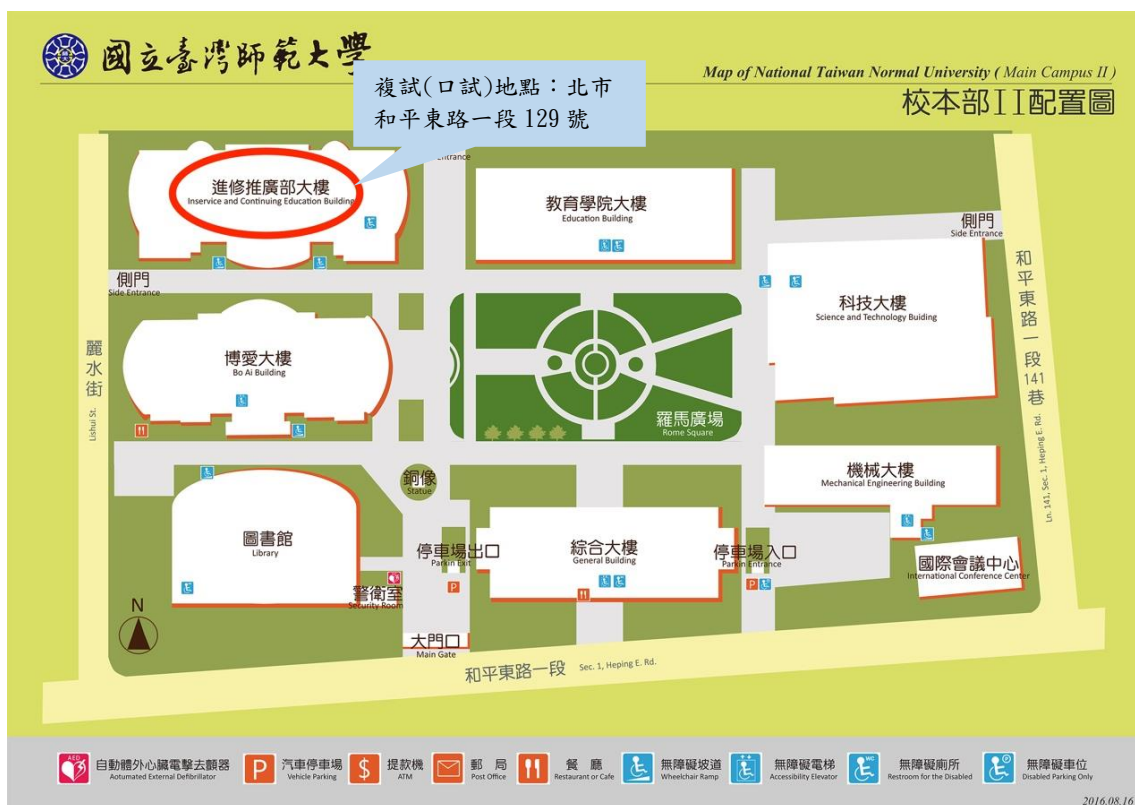 國立臺灣師範大學
複試(口試)地點：北市
和平東路一段 129 號
Map of National Taiwan Normal University ( Main Campus II )
校本部II配置圖
Entrance
進修推廣部大樓
Inservice and Continuing Education Building
教育學院大樓
Education Building
側門
Side Entrance
側門
Side Entrance
科技大樓
Science and Technology Buiding
和平東路一段141巷
Ln. 141, Sec. 1, Heping E. Rd.
麗水街
Lishui St.
博愛大樓
Bo Ai Building
羅馬廣場
Rome Square
銅像
Statue
機械大樓
Mechanical Engineering Building
圖書館
Library
停車場出口
Parkin Exit
綜合大樓
General Building
停車場入口
Parkin Entrance
國際會議中心
International Conference Center
警衛室
Security Room
P
P
N
大門口
Main Gate
和平東路一段 Sec. 1, Heping E. Rd.
AED
自動體外心臟電擊去顫器
Aotumated External Defibrillator
P
汽車停車場
Vehicle Parking
$
提款機
ATM
郵局
Post Office
餐廳
Restaurant or Cafe
無障礙坡道
Wheelchair Ramp
無障礙電梯
Accessibility Elevator
WC
無障礙廁所
Restroom for the Disabled
P
無障礙車位
Disabled Parking Only
2016.08.16